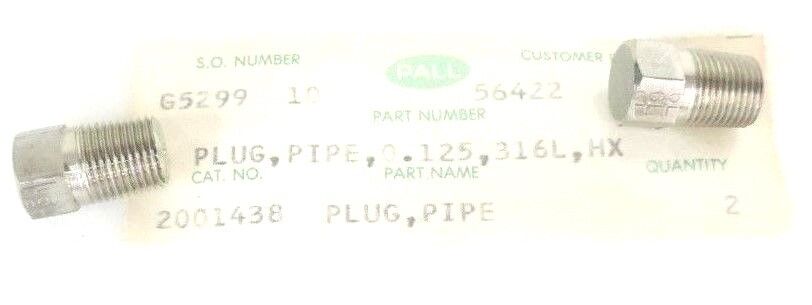 S.O. NUMBER PALL CUSTOMER
G5299 56422
PART NUMBER
PLUG,PIPE,0.125,316L,HX
CAT. NO. PART NAME QUANTITY
2001438 PLUG,PIPE 2